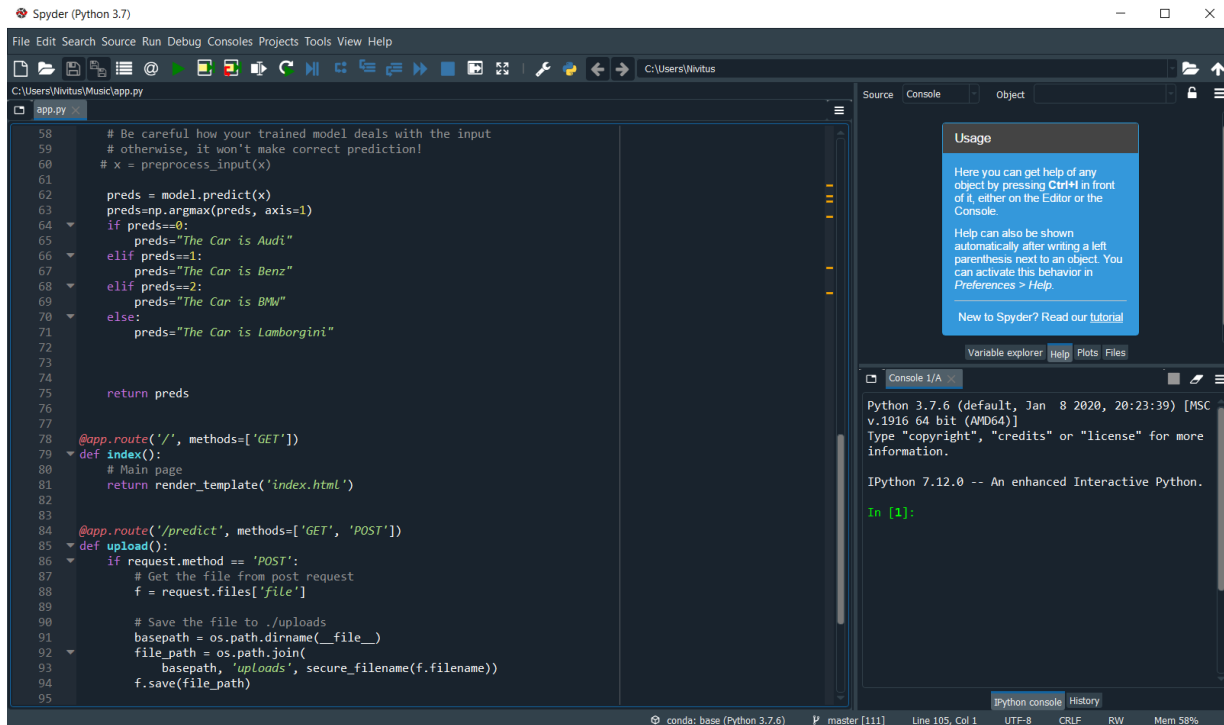 Spyder (Python 3.7)
File Edit Search Source Run Debug Consoles Projects Tools View Help
C:\Users\Nivitus
C:\Users\Nivitus\Music\app.py
app.py
58 # Be careful how your trained model deals with the input
59 # otherwise, it won't make correct prediction!
60 # x = preprocess_input(x)
61
62 preds = model.predict(x)
63 preds=np.argmax(preds, axis=1)
64 if preds==0:
65 preds="The Car is Audi"
66 elif preds==1:
67 preds="The Car is Benz"
68 elif preds==2:
69 preds="The Car is BMW"
70 else:
71 preds="The Car is Lamborgini"
72
73
74
75 return preds
76
77
78 @app.route('/', methods=['GET'])
79 def index():
80 # Main page
81 return render_template('index.html')
82
83
84 @app.route('/predict', methods=['GET', 'POST'])
85 def upload():
86 if request.method == 'POST':
87 # Get the file from post request
88 f = request.files['file']
89
90 # Save the file to ./uploads
91 basepath = os.path.dirname(__file__)
92 file_path = os.path.join(
93 basepath, 'uploads', secure_filename(f.filename))
94 f.save(file_path)
95
Source Console Object
Usage
Here you can get help of any
object by pressing Ctrl+I in front
of it, either on the Editor or the
Console.
Help can also be shown
automatically after writing a left
parenthesis next to an object. You
can activate this behavior in
Preferences > Help.
New to Spyder? Read our tutorial
Variable explorer Help Plots Files
Console 1/A
Python 3.7.6 (default, Jan  8 2020, 20:23:39) [MSC
v.1916 64 bit (AMD64)]
Type "copyright", "credits" or "license" for more
information.
IPython 7.12.0 -- An enhanced Interactive Python.
In [1]:
IPython console History
conda: base (Python 3.7.6) master [111] Line 105, Col 1 UTF-8 CRLF RW Mem 58%